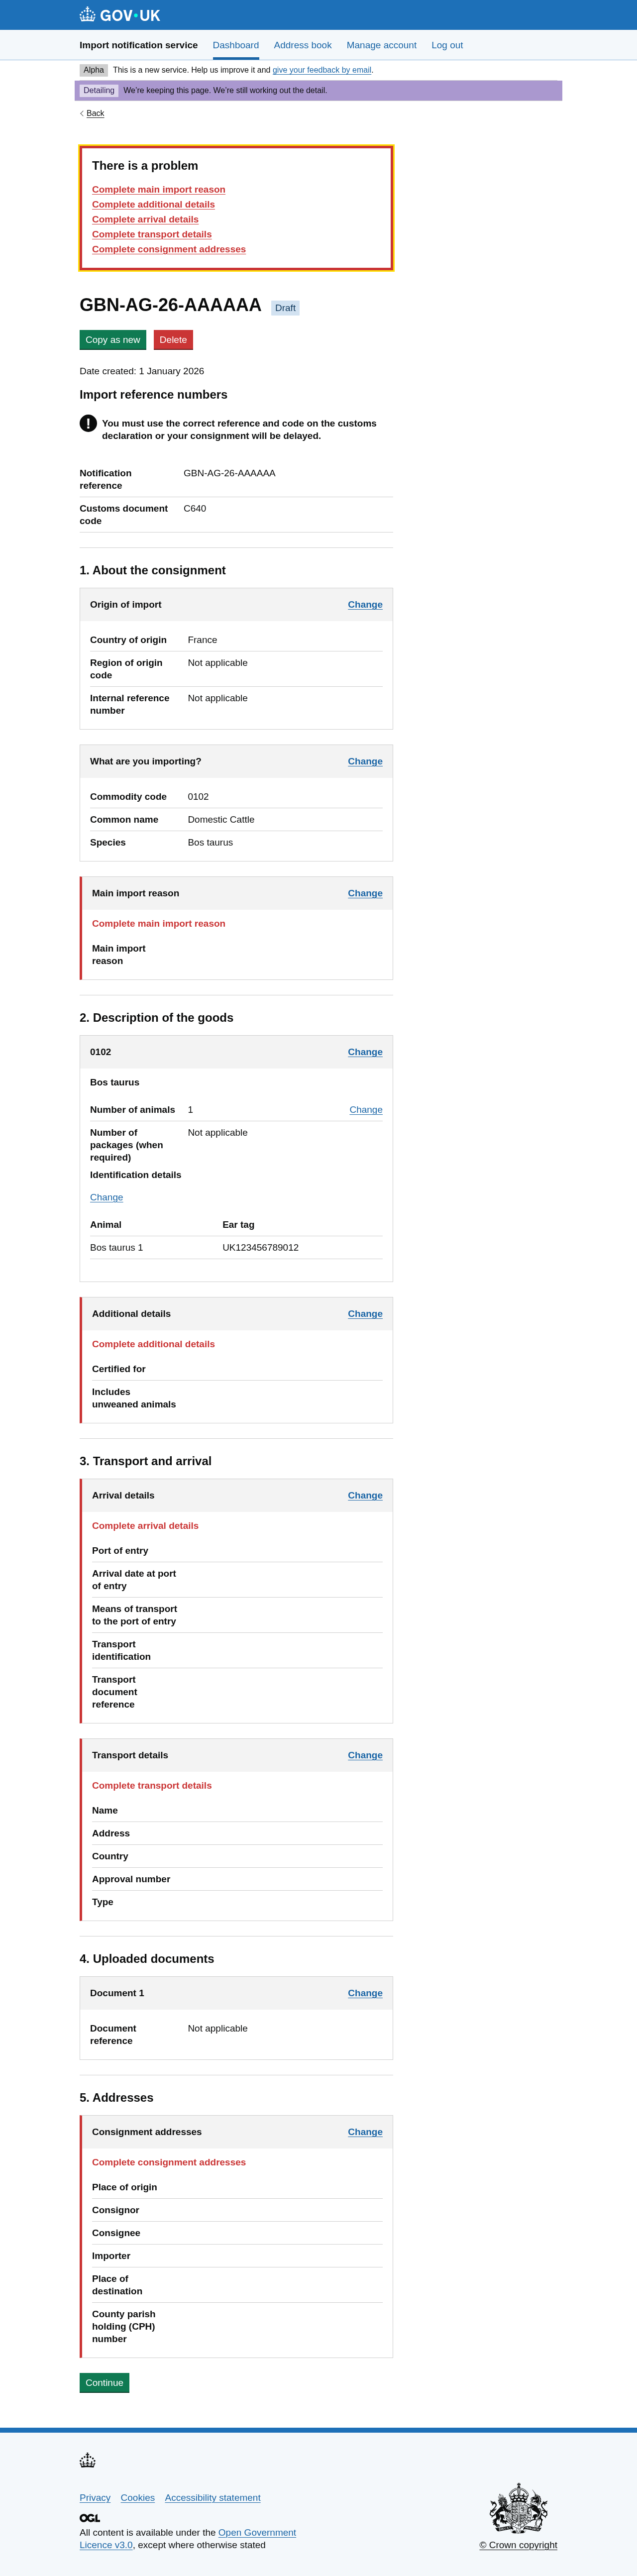 GOV.UK
Import notification service Dashboard Address book Manage account Log out
Alpha This is a new service. Help us improve it and give your feedback by email.
Detailing We're keeping this page. We're still working out the detail.
Back
There is a problem
Complete main import reason
Complete additional details
Complete arrival details
Complete transport details
Complete consignment addresses
GBN-AG-26-AAAAAA Draft
Copy as new Delete
Date created: 1 January 2026
Import reference numbers
! You must use the correct reference and code on the customs
declaration or your consignment will be delayed.
Notification GBN-AG-26-AAAAAA
reference
Customs document C640
code
1. About the consignment
Origin of import Change
Country of origin France
Region of origin Not applicable
code
Internal reference Not applicable
number
What are you importing? Change
Commodity code 0102
Common name Domestic Cattle
Species Bos taurus
Main import reason Change
Complete main import reason
Main import
reason
2. Description of the goods
0102 Change
Bos taurus
Number of animals 1 Change
Number of Not applicable
packages (when
required)
Identification details
Change
Animal Ear tag
Bos taurus 1 UK123456789012
Additional details Change
Complete additional details
Certified for
Includes
unweaned animals
3. Transport and arrival
Arrival details Change
Complete arrival details
Port of entry
Arrival date at port
of entry
Means of transport
to the port of entry
Transport
identification
Transport
document
reference
Transport details Change
Complete transport details
Name
Address
Country
Approval number
Type
4. Uploaded documents
Document 1 Change
Document Not applicable
reference
5. Addresses
Consignment addresses Change
Complete consignment addresses
Place of origin
Consignor
Consignee
Importer
Place of
destination
County parish
holding (CPH)
number
Continue
Privacy Cookies Accessibility statement
OGL
All content is available under the Open Government
Licence v3.0, except where otherwise stated
© Crown copyright